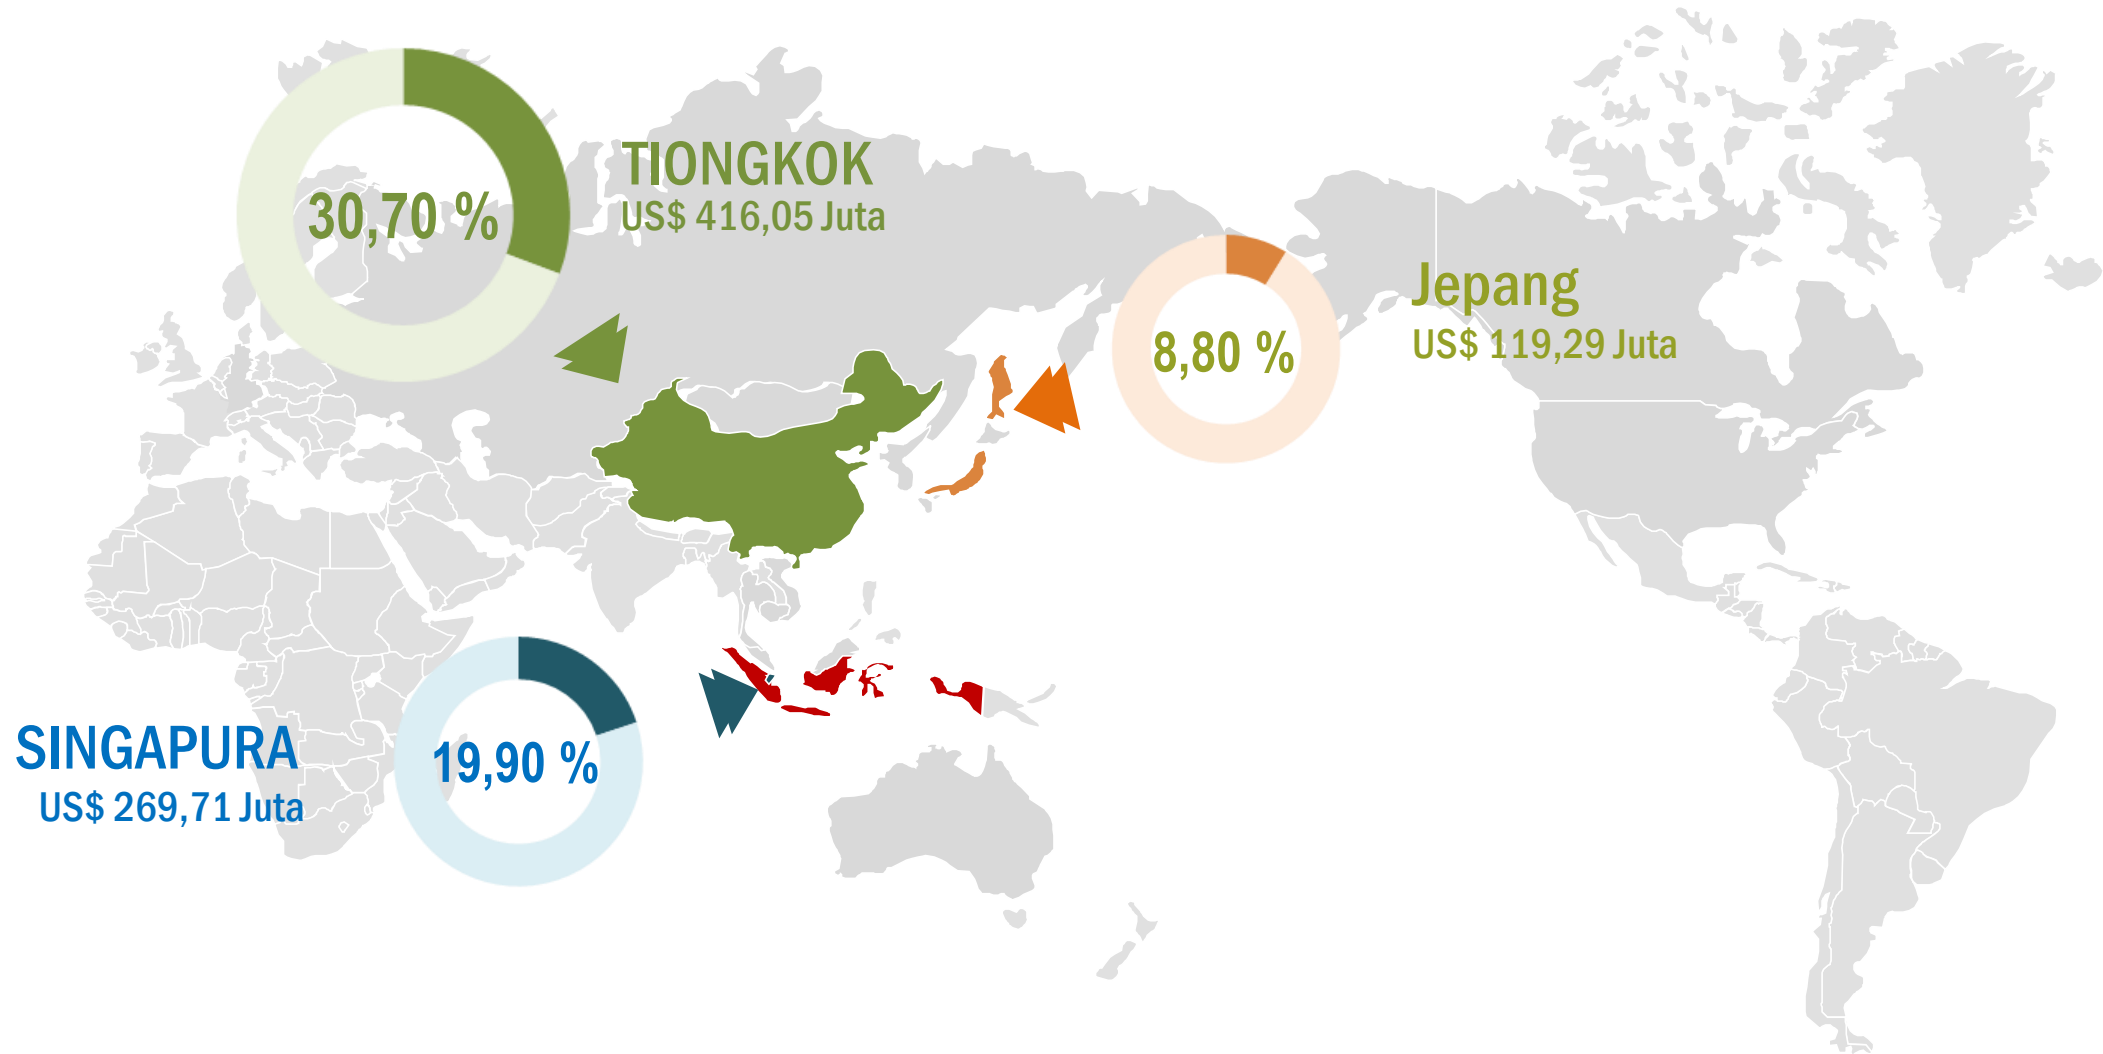 TIONGKOK
US$ 416,05 Juta
30,70 %
Jepang
US$ 119,29 Juta
8,80 %
SINGAPURA
US$ 269,71 Juta
19,90 %